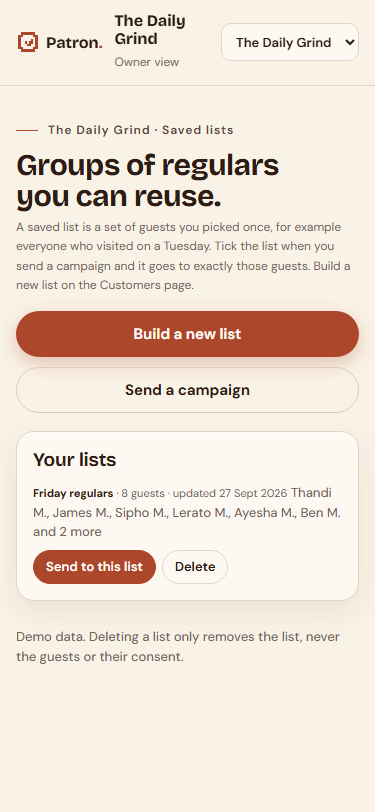 Patron.
The Daily
Grind
Owner view
The Daily Grind
The Daily Grind · Saved lists
Groups of regulars
you can reuse.
A saved list is a set of guests you picked once, for example
everyone who visited on a Tuesday. Tick the list when you
send a campaign and it goes to exactly those guests. Build a
new list on the Customers page.
Build a new list
Send a campaign
Your lists
Friday regulars · 8 guests · updated 27 Sept 2026 Thandi
M., James M., Sipho M., Lerato M., Ayesha M., Ben M.
and 2 more
Send to this list
Delete
Demo data. Deleting a list only removes the list, never
the guests or their consent.